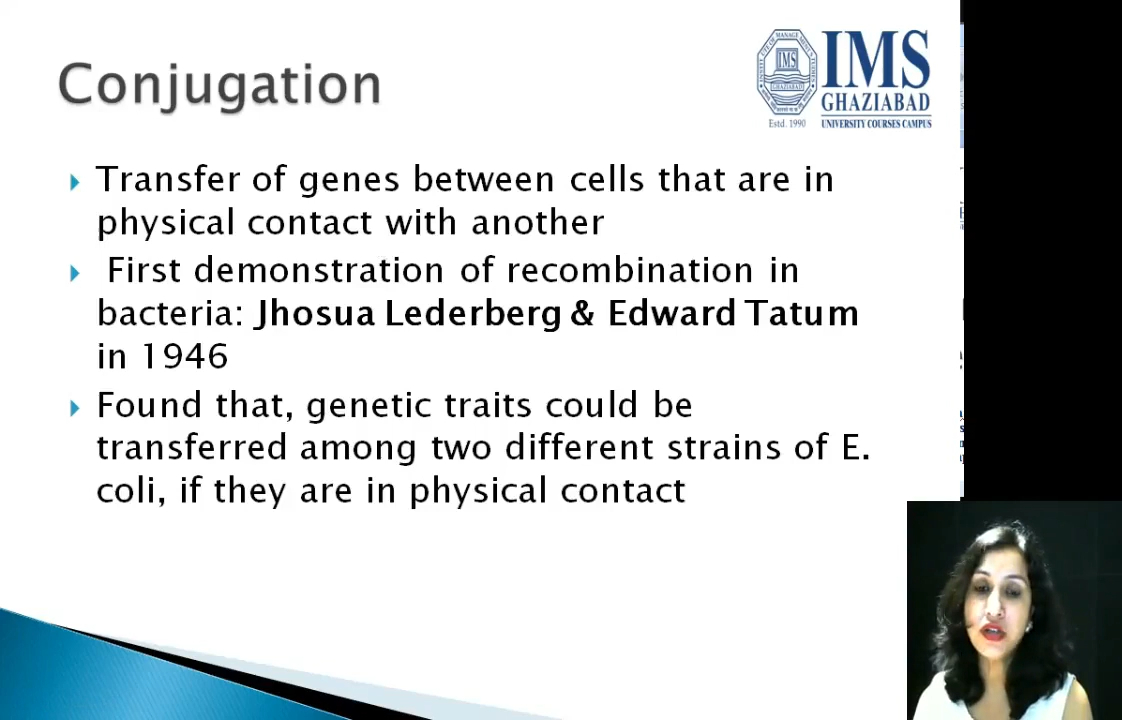 Conjugation
IMS
GHAZIABAD
UNIVERSITY COURSES CAMPUS
IMS
GHAZIABAD
Estd. 1990
Transfer of genes between cells that are in
physical contact with another
First demonstration of recombination in
bacteria: Jhosua Lederberg & Edward Tatum
in 1946
Found that, genetic traits could be
transferred among two different strains of E.
coli, if they are in physical contact